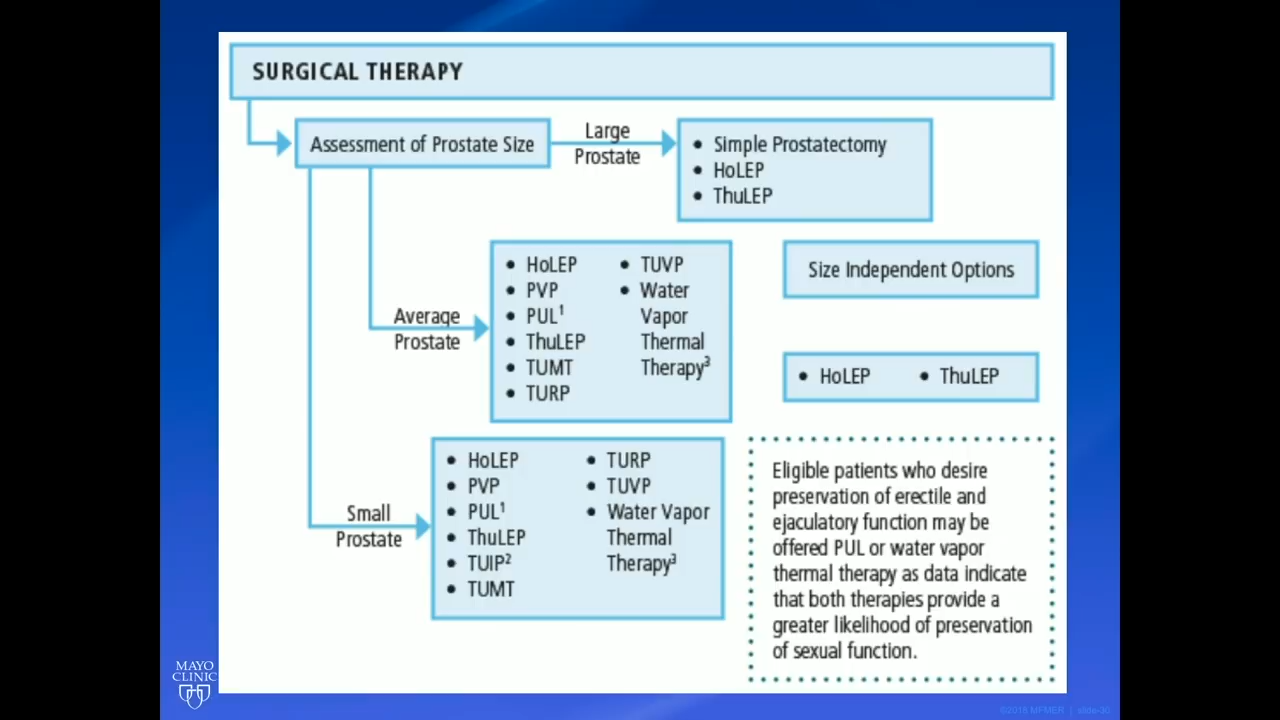 SURGICAL THERAPY
Assessment of Prostate Size
Large
Prostate
• Simple Prostatectomy
• HoLEP
• ThuLEP
Average
Prostate
• HoLEP
• PVP
• PUL¹
• ThuLEP
• TUMT
• TURP
• TUVP
• Water
Vapor
Thermal
Therapy³
Size Independent Options
• HoLEP • ThuLEP
Small
Prostate
• HoLEP
• PVP
• PUL¹
• ThuLEP
• TUIP²
• TUMT
• TURP
• TUVP
• Water Vapor
Thermal
Therapy³
Eligible patients who desire
preservation of erectile and
ejaculatory function may be
offered PUL or water vapor
thermal therapy as data indicate
that both therapies provide a
greater likelihood of preservation
of sexual function.
MAYO
CLINIC
©2018 MFMER | slide-30